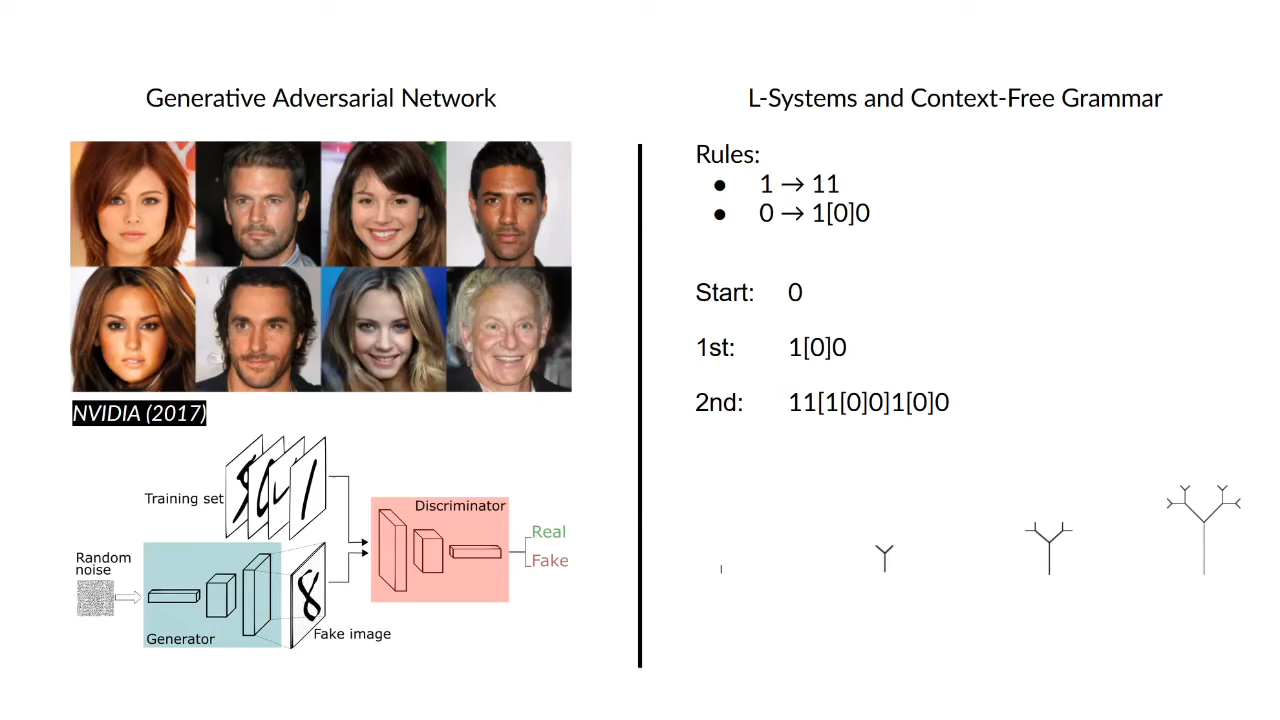 Generative Adversarial Network
NVIDIA (2017)
Training set
Discriminator
Real
Fake
Random
noise
Generator
Fake image
L-Systems and Context-Free Grammar
Rules:
● 1 → 11
● 0 → 1[0]0
Start: 0
1st: 1[0]0
2nd: 11[1[0]0]1[0]0